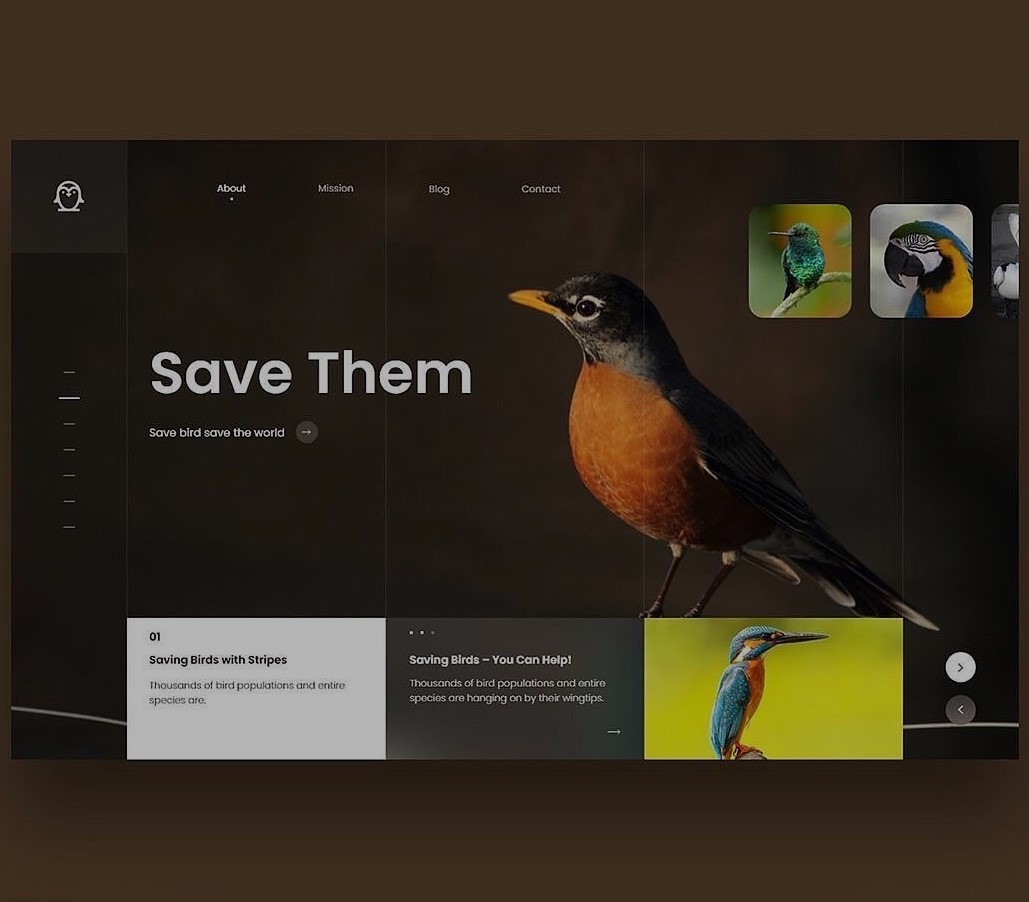 About
Mission
Blog
Contact
Save Them
Save bird save the world
01
Saving Birds with Stripes
Thousands of bird populations and entire
species are.
Saving Birds – You Can Help!
Thousands of bird populations and entire
species are hanging on by their wingtips.